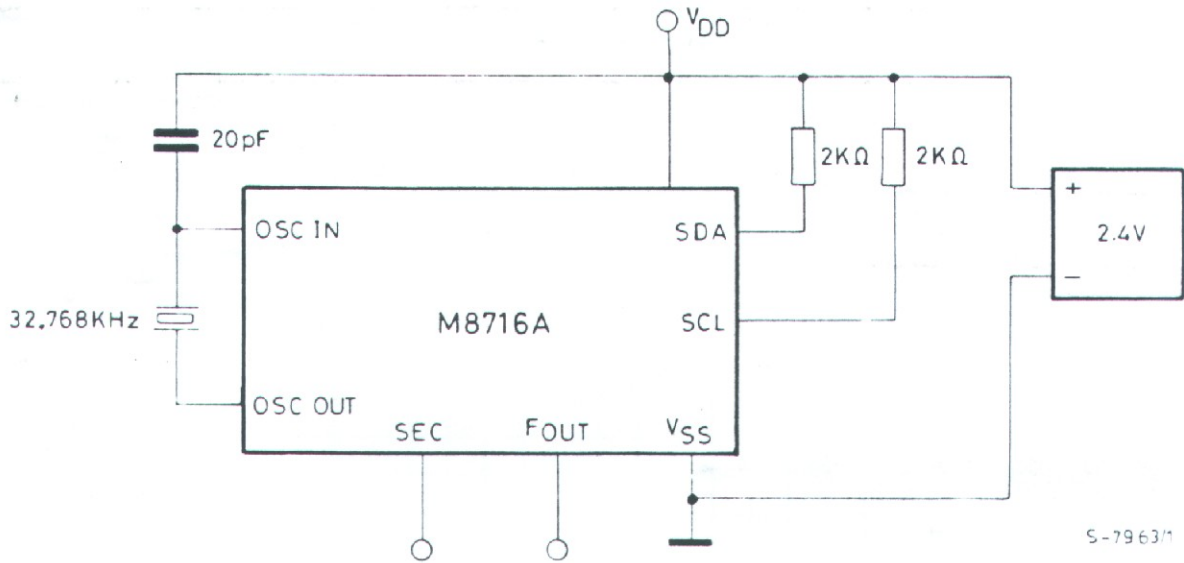 VDD
20pF
2KΩ
2KΩ
+
2.4V
−
OSC IN
SDA
32.768KHz
M8716A
SCL
OSC OUT
SEC
FOUT
VSS
S-7963/1